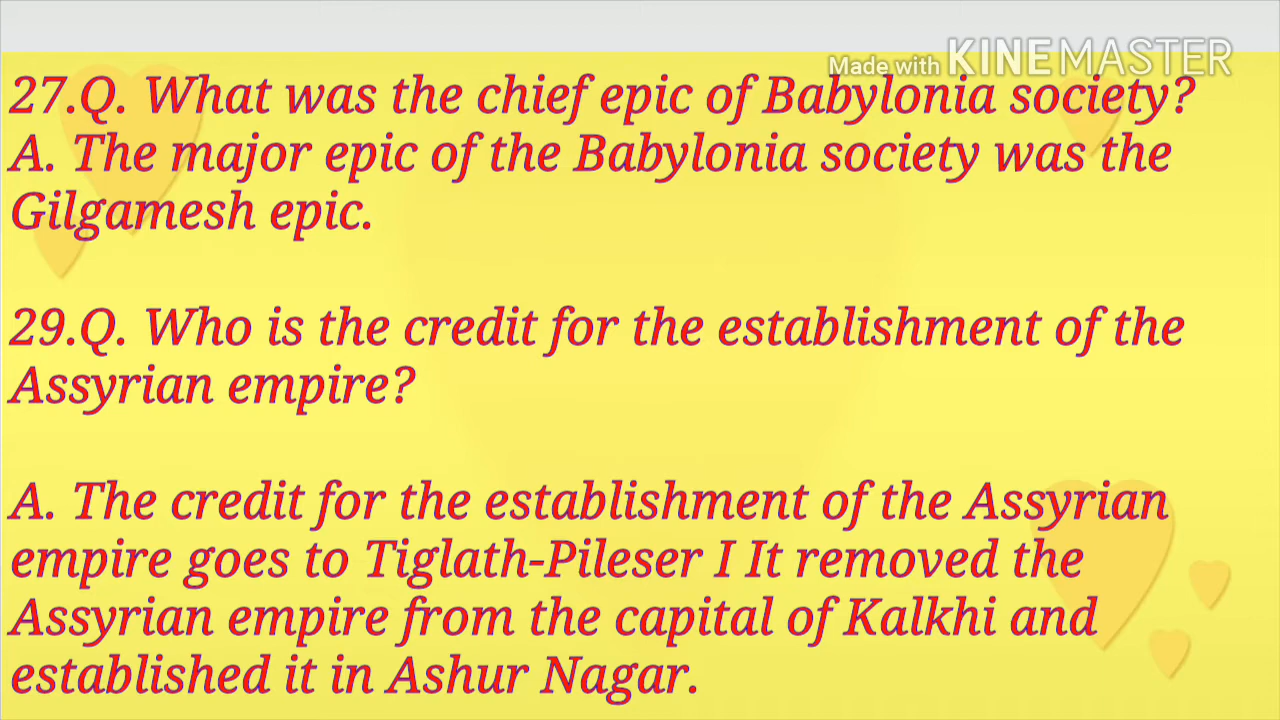 Made with KINEMASTER
27.Q. What was the chief epic of Babylonia society?
A. The major epic of the Babylonia society was the
Gilgamesh epic.
29.Q. Who is the credit for the establishment of the
Assyrian empire?
A. The credit for the establishment of the Assyrian
empire goes to Tiglath-Pileser I It removed the
Assyrian empire from the capital of Kalkhi and
established it in Ashur Nagar.